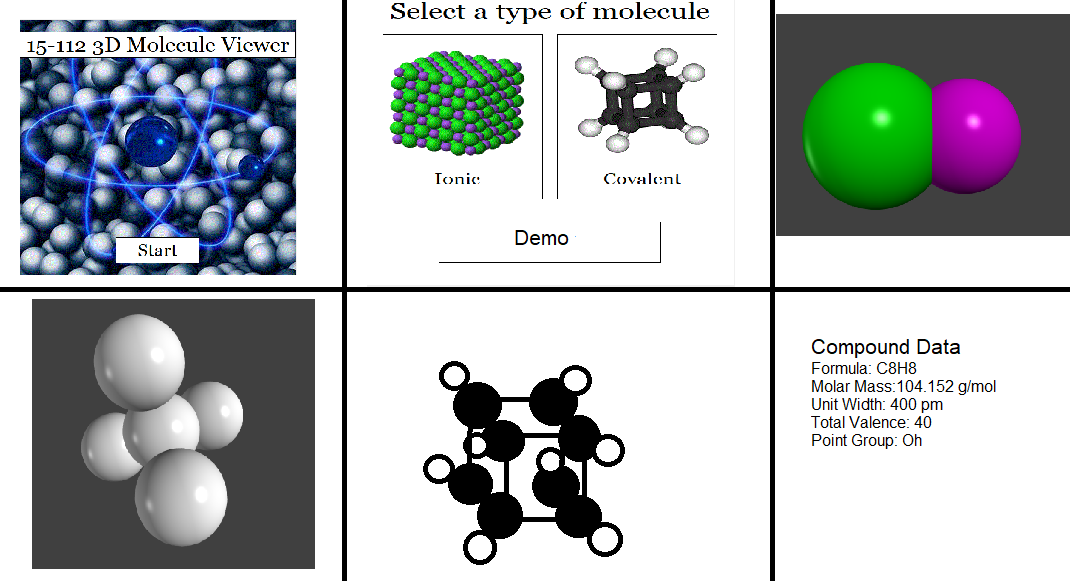 15-112 3D Molecule Viewer
Start
Select a type of molecule
Ionic
Covalent
Demo
Compound Data
Formula: C8H8
Molar Mass:104.152 g/mol
Unit Width: 400 pm
Total Valence: 40
Point Group: Oh